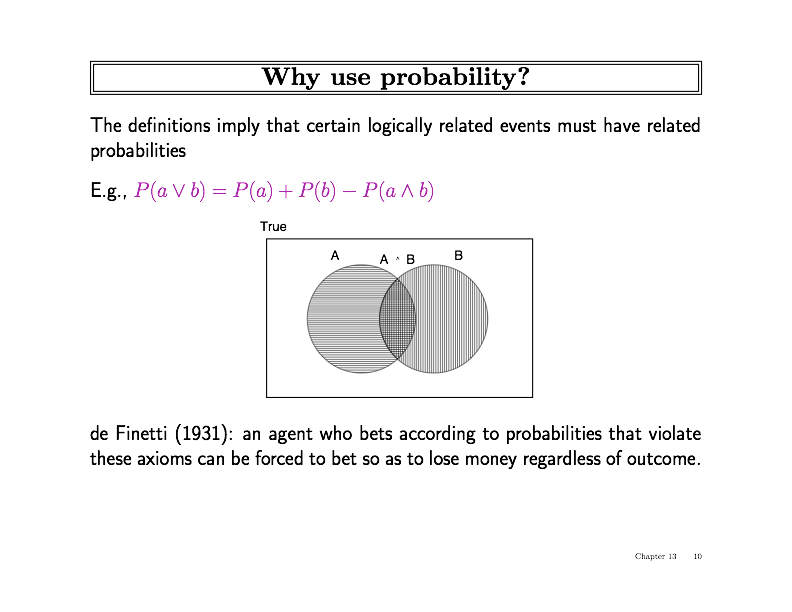 Why use probability?
The definitions imply that certain logically related events must have related
probabilities
E.g., P(a ∨ b) = P(a) + P(b) − P(a ∧ b)
True
A A ^ B B
de Finetti (1931): an agent who bets according to probabilities that violate
these axioms can be forced to bet so as to lose money regardless of outcome.
Chapter 13 10